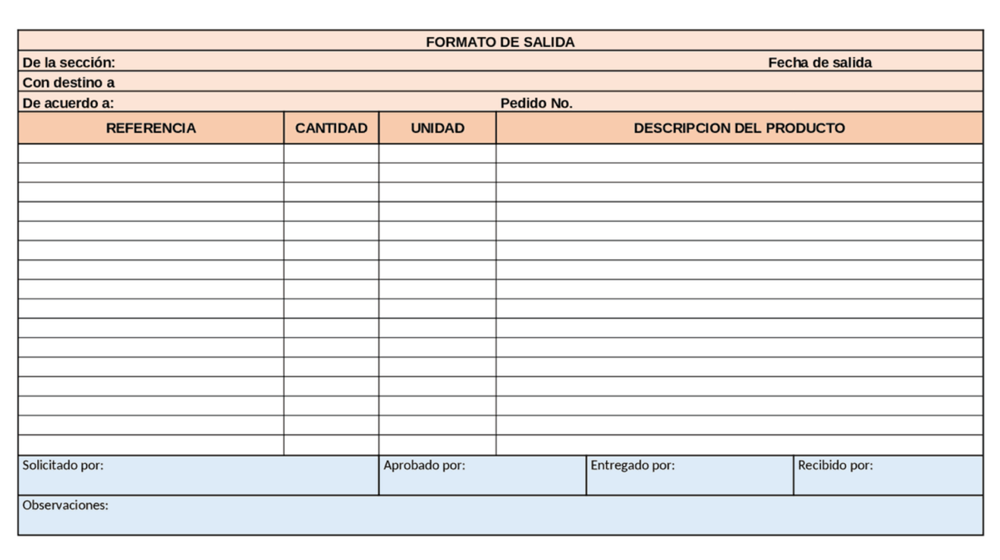 FORMATO DE SALIDA
De la sección: Fecha de salida
Con destino a
De acuerdo a: Pedido No.
REFERENCIA CANTIDAD UNIDAD DESCRIPCION DEL PRODUCTO
Solicitado por: Aprobado por: Entregado por: Recibido por:
Observaciones: